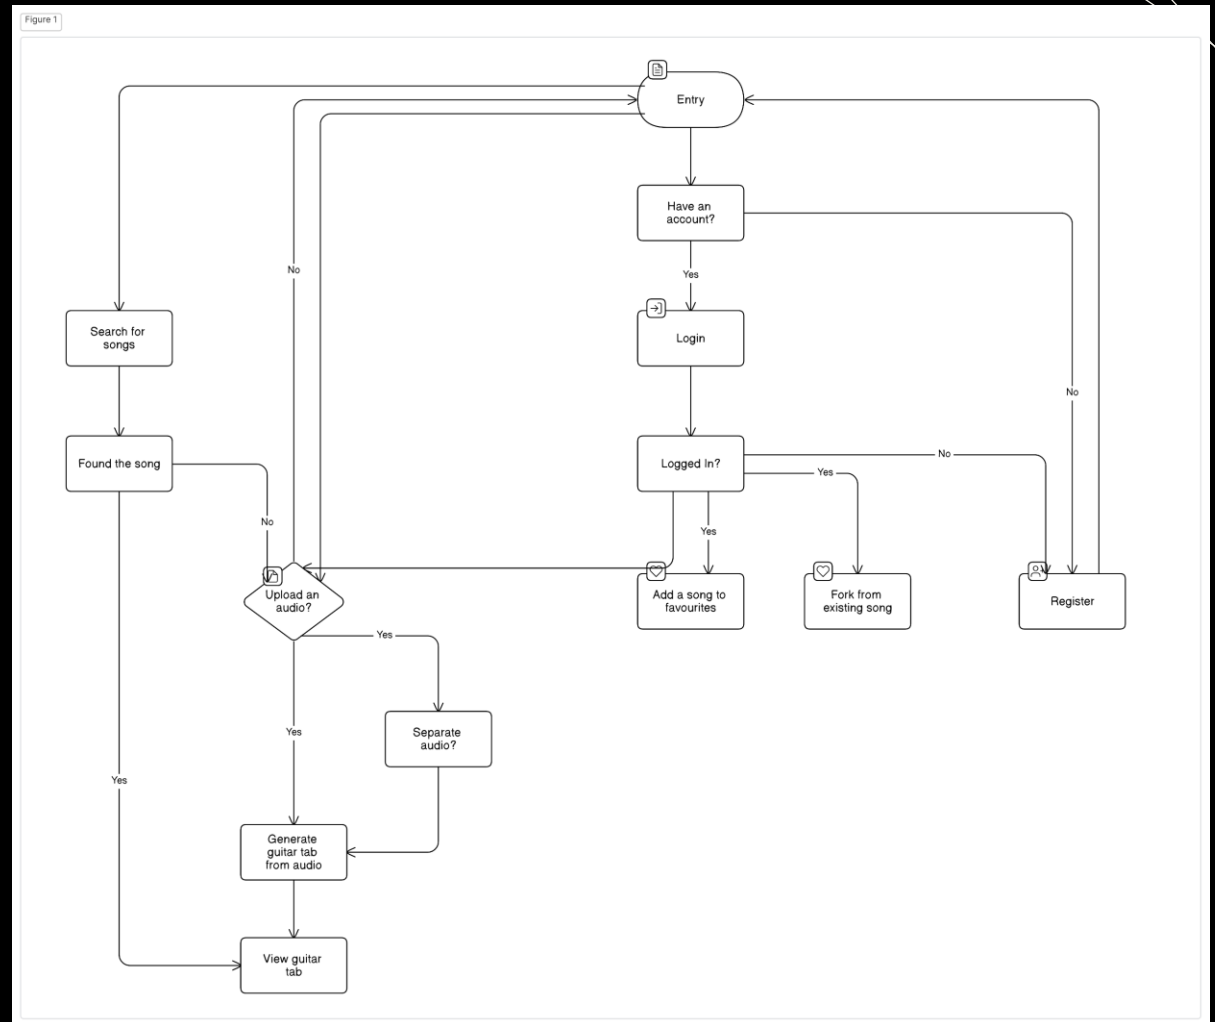 Figure 1
Entry
Have an
account?
No
Yes
Search for
songs
Login
No
Found the song
Logged In?
No
Yes
No
Yes
Upload an
audio?
Add a song to
favourites
Fork from
existing song
Register
Yes
Yes
Separate
audio?
Yes
Generate
guitar tab
from audio
View guitar
tab